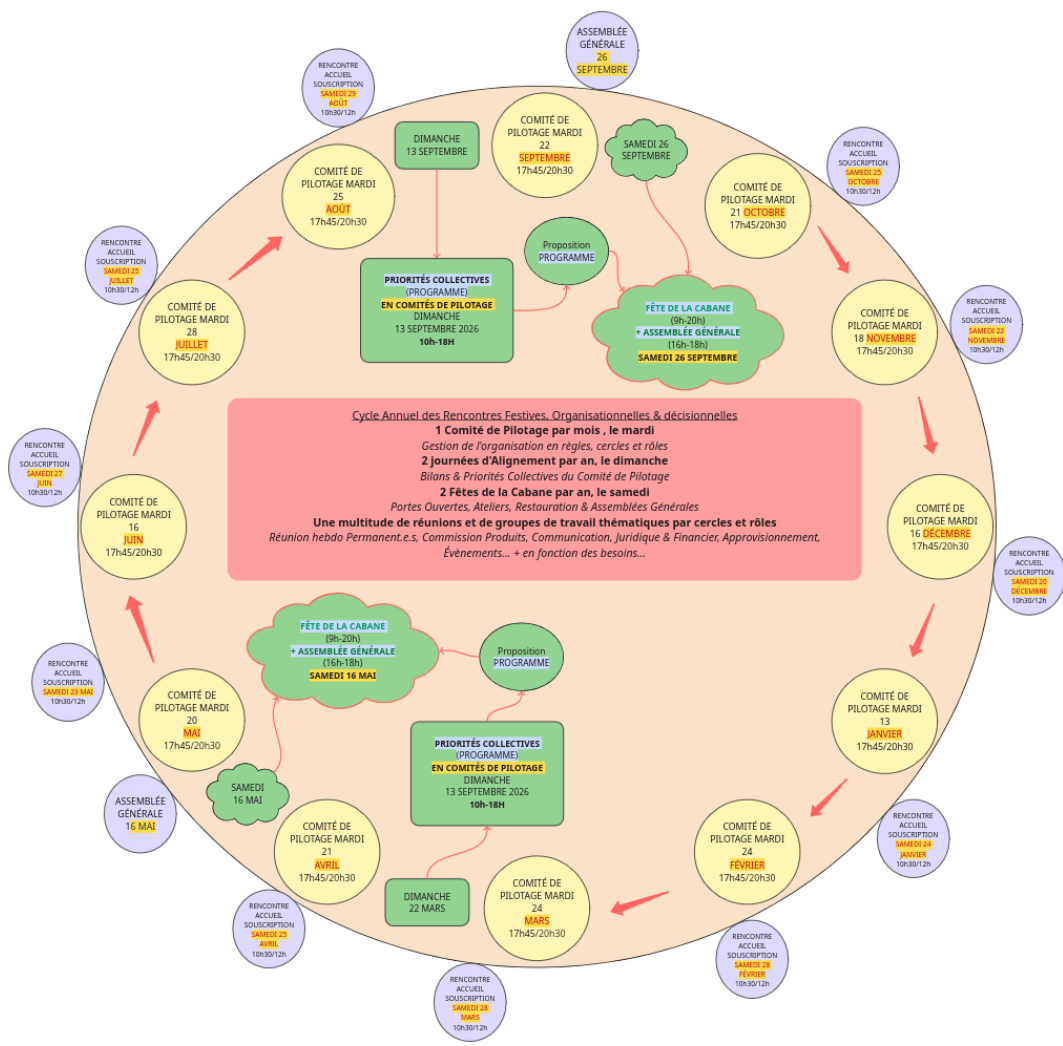 ASSEMBLÉE
GÉNÉRALE
26
SEPTEMBRE
RENCONTRE
ACCUEIL
SOUSCRIPTION
SAMEDI 29
AOÛT
10h30/12h
DIMANCHE
13 SEPTEMBRE
COMITÉ DE
PILOTAGE MARDI
22
SEPTEMBRE
17h45/20h30
SAMEDI 26
SEPTEMBRE
RENCONTRE
ACCUEIL
SOUSCRIPTION
SAMEDI 25
OCTOBRE
10h30/12h
COMITÉ DE
PILOTAGE MARDI
25
AOÛT
17h45/20h30
COMITÉ DE
PILOTAGE MARDI
21 OCTOBRE
17h45/20h30
RENCONTRE
ACCUEIL
SOUSCRIPTION
SAMEDI 25
JUILLET
10h30/12h
Proposition
PROGRAMME
PRIORITÉS COLLECTIVES
(PROGRAMME)
EN COMITÉS DE PILOTAGE
DIMANCHE
13 SEPTEMBRE 2026
10h-18H
FÊTE DE LA CABANE
(9h-20h)
+ ASSEMBLÉE GÉNÉRALE
(16h-18h)
SAMEDI 26 SEPTEMBRE
COMITÉ DE
PILOTAGE MARDI
28
JUILLET
17h45/20h30
COMITÉ DE
PILOTAGE MARDI
18 NOVEMBRE
17h45/20h30
RENCONTRE
ACCUEIL
SOUSCRIPTION
SAMEDI 22
NOVEMBRE
10h30/12h
RENCONTRE
ACCUEIL
SOUSCRIPTION
SAMEDI 27
JUIN
10h30/12h
Cycle Annuel des Rencontres Festives, Organisationnelles & décisionnelles
1 Comité de Pilotage par mois , le mardi
Gestion de l'organisation en règles, cercles et rôles
2 journées d'Alignement par an, le dimanche
Bilans & Priorités Collectives du Comité de Pilotage
2 Fêtes de la Cabane par an, le samedi
Portes Ouvertes, Ateliers, Restauration & Assemblées Générales
Une multitude de réunions et de groupes de travail thématiques par cercles et rôles
Réunion hebdo Permanent.e.s, Commission Produits, Communication, Juridique & Financier, Approvisionnement,
Évènements... + en fonction des besoins...
COMITÉ DE
PILOTAGE MARDI
16
JUIN
17h45/20h30
COMITÉ DE
PILOTAGE MARDI
16 DÉCEMBRE
17h45/20h30
RENCONTRE
ACCUEIL
SOUSCRIPTION
SAMEDI 20
DÉCEMBRE
10h30/12h
FÊTE DE LA CABANE
(9h-20h)
+ ASSEMBLÉE GÉNÉRALE
(16h-18h)
SAMEDI 16 MAI
Proposition
PROGRAMME
RENCONTRE
ACCUEIL
SOUSCRIPTION
SAMEDI 23 MAI
10h30/12h
COMITÉ DE
PILOTAGE MARDI
20
MAI
17h45/20h30
COMITÉ DE
PILOTAGE MARDI
13
JANVIER
17h45/20h30
PRIORITÉS COLLECTIVES
(PROGRAMME)
EN COMITÉS DE PILOTAGE
DIMANCHE
13 SEPTEMBRE 2026
10h-18H
SAMEDI
16 MAI
ASSEMBLÉE
GÉNÉRALE
16 MAI
COMITÉ DE
PILOTAGE MARDI
21
AVRIL
17h45/20h30
COMITÉ DE
PILOTAGE MARDI
24
FÉVRIER
17h45/20h30
RENCONTRE
ACCUEIL
SOUSCRIPTION
SAMEDI 24
JANVIER
10h30/12h
DIMANCHE
22 MARS
COMITÉ DE
PILOTAGE MARDI
24
MARS
17h45/20h30
RENCONTRE
ACCUEIL
SOUSCRIPTION
SAMEDI 25
AVRIL
10h30/12h
RENCONTRE
ACCUEIL
SOUSCRIPTION
SAMEDI 28
FÉVRIER
10h30/12h
RENCONTRE
ACCUEIL
SOUSCRIPTION
SAMEDI 28
MARS
10h30/12h